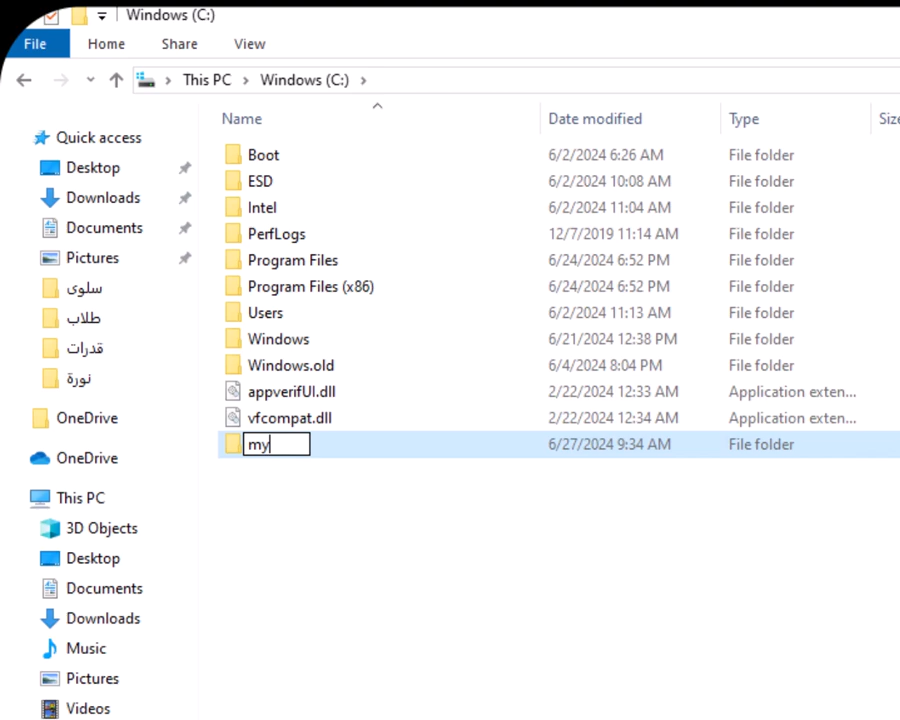 Windows (C:)
File Home Share View
This PC Windows (C:)
Name Date modified Type Size
Quick access
Desktop
Downloads
Documents
Pictures
سلوى
طلاب
قدرات
نورة
OneDrive
OneDrive
This PC
3D Objects
Desktop
Documents
Downloads
Music
Pictures
Videos
Boot 6/2/2024 6:26 AM File folder
ESD 6/2/2024 10:08 AM File folder
Intel 6/2/2024 11:04 AM File folder
PerfLogs 12/7/2019 11:14 AM File folder
Program Files 6/24/2024 6:52 PM File folder
Program Files (x86) 6/24/2024 6:52 PM File folder
Users 6/2/2024 11:13 AM File folder
Windows 6/21/2024 12:38 PM File folder
Windows.old 6/4/2024 8:04 PM File folder
appverifUI.dll 2/22/2024 12:33 AM Application exten...
vfcompat.dll 2/22/2024 12:34 AM Application exten...
my 6/27/2024 9:34 AM File folder